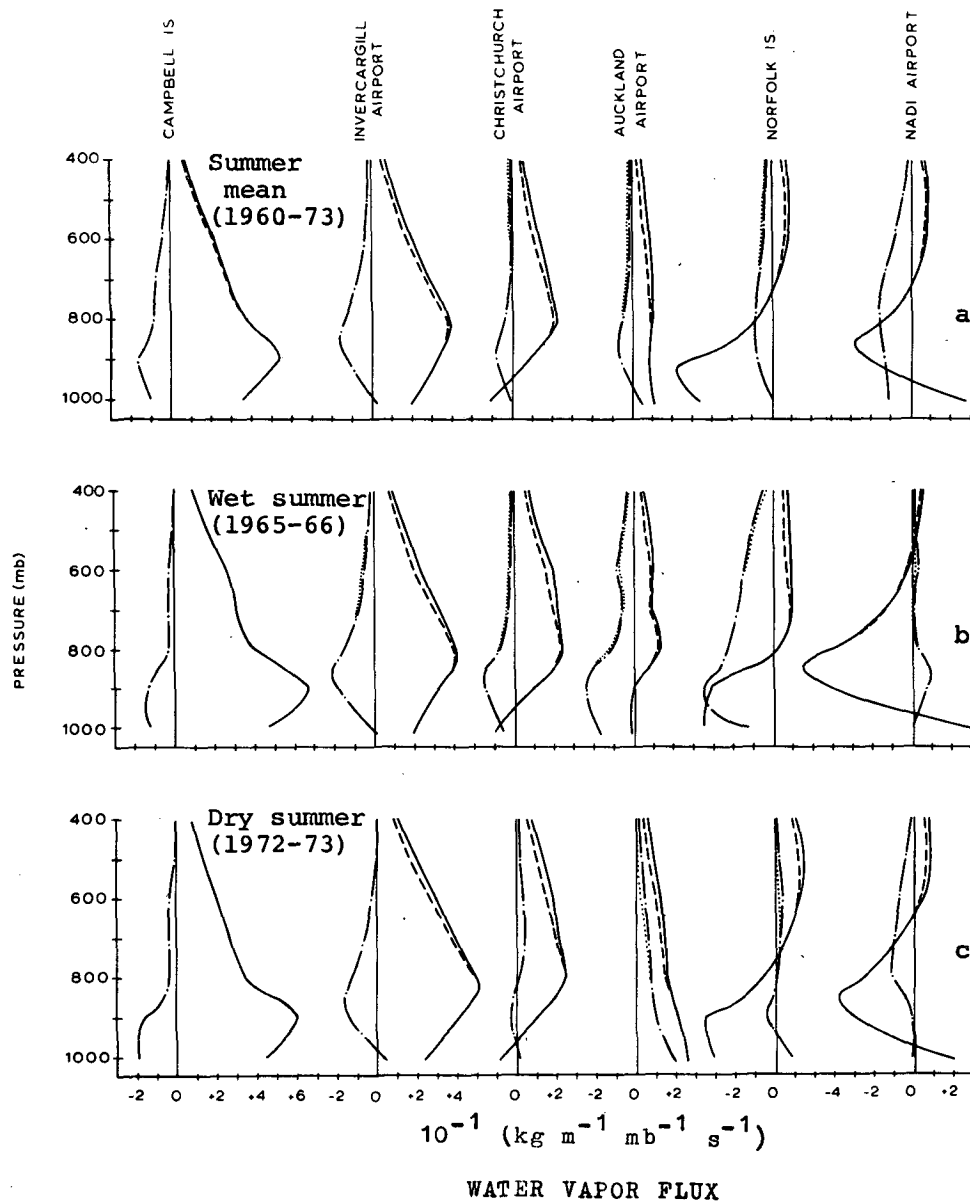 CAMPBELL IS
INVERCARGILL
AIRPORT
CHRISTCHURCH
AIRPORT
AUCKLAND
AIRPORT
NORFOLK IS.
NADI AIRPORT
400
600
800
1000
Summer
mean
(1960-73)
a
PRESSURE (mb)
400
600
800
1000
Wet summer
(1965-66)
b
400
600
800
1000
Dry summer
(1972-73)
c
-2 0 +2 +4 +6 -2 0 +2 +4 0 +2 0 +2 -2 0 -4 -2 0 +2
10⁻¹ (kg m⁻¹ mb⁻¹ s⁻¹)
WATER VAPOR FLUX